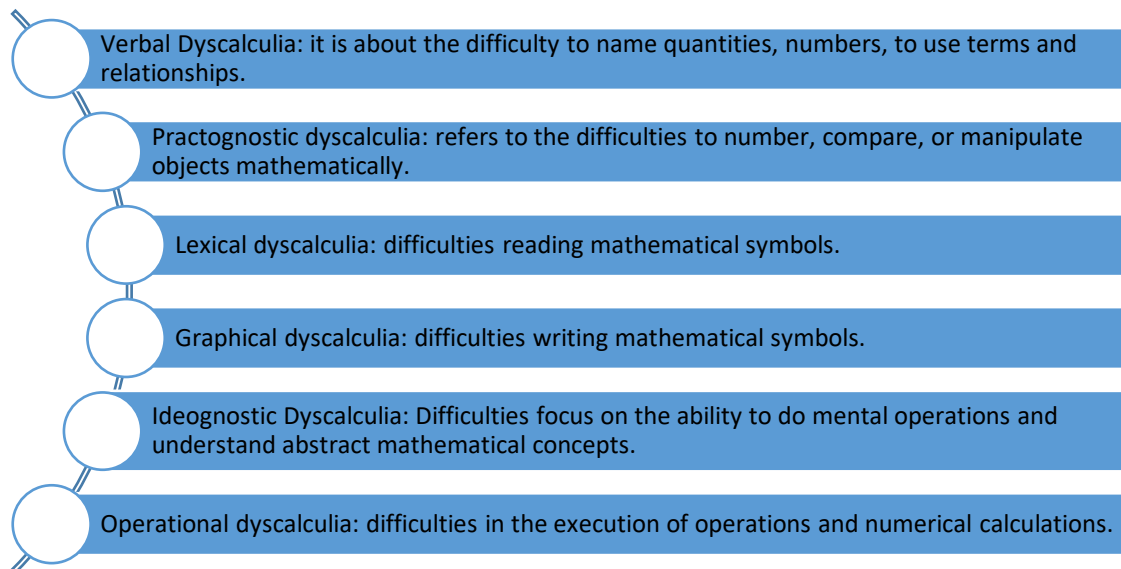 Verbal Dyscalculia: it is about the difficulty to name quantities, numbers, to use terms and
relationships.
Practognostic dyscalculia: refers to the difficulties to number, compare, or manipulate
objects mathematically.
Lexical dyscalculia: difficulties reading mathematical symbols.
Graphical dyscalculia: difficulties writing mathematical symbols.
Ideognostic Dyscalculia: Difficulties focus on the ability to do mental operations and
understand abstract mathematical concepts.
Operational dyscalculia: difficulties in the execution of operations and numerical calculations.